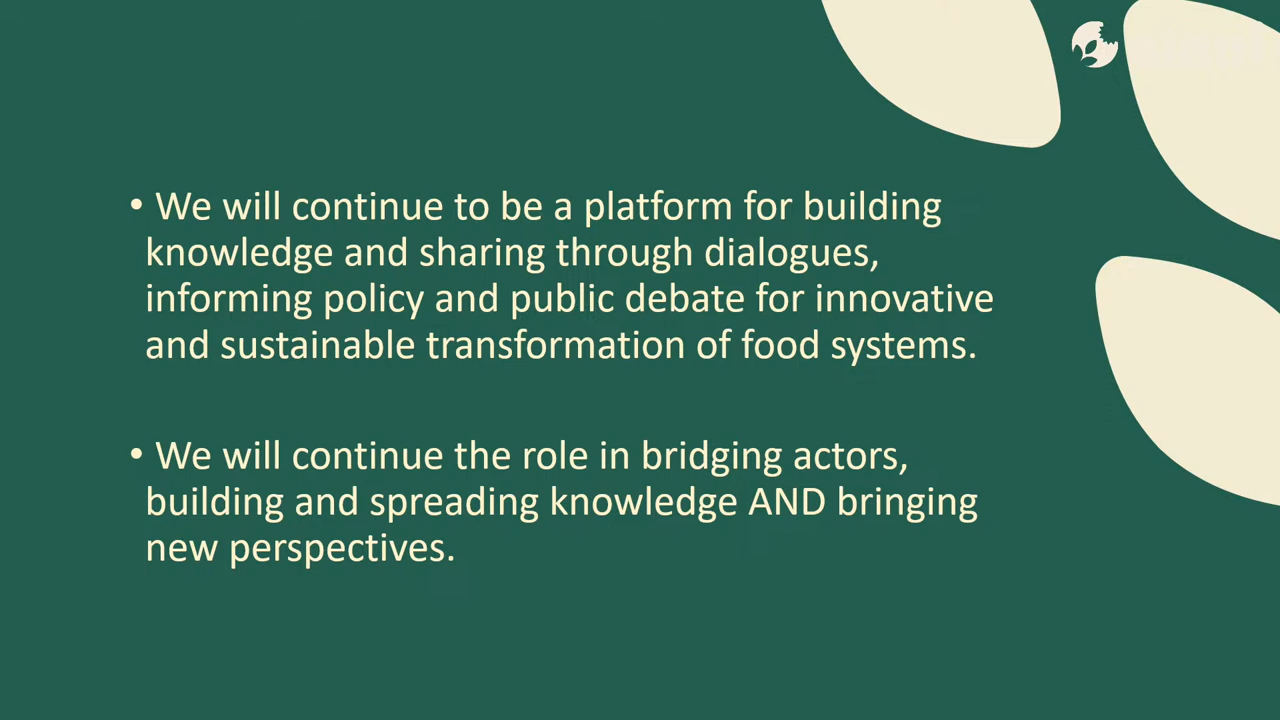 • We will continue to be a platform for building
knowledge and sharing through dialogues,
informing policy and public debate for innovative
and sustainable transformation of food systems.
• We will continue the role in bridging actors,
building and spreading knowledge AND bringing
new perspectives.